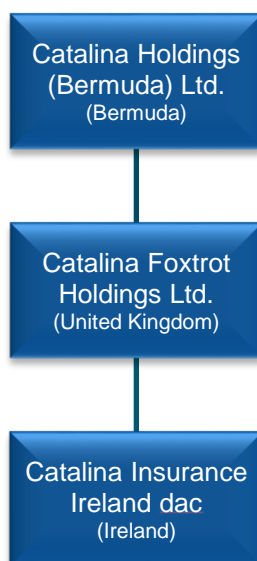 Catalina Holdings
(Bermuda) Ltd.
(Bermuda)
Catalina Foxtrot
Holdings Ltd.
(United Kingdom)
Catalina Insurance
Ireland dac
(Ireland)